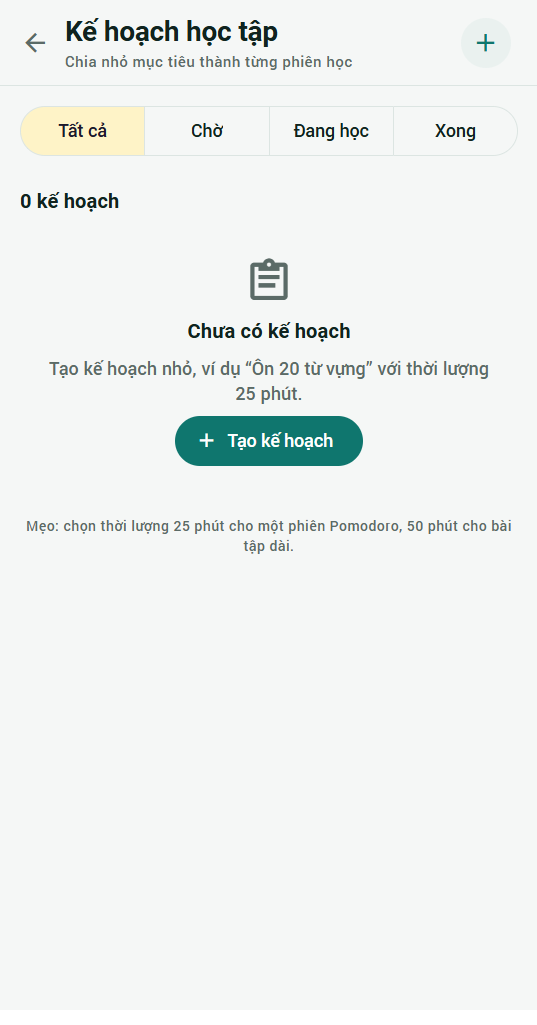 Kế hoạch học tập
Chia nhỏ mục tiêu thành từng phiên học
Tất cả
Chờ
Đang học
Xong
0 kế hoạch
Chưa có kế hoạch
Tạo kế hoạch nhỏ, ví dụ “Ôn 20 từ vựng” với thời lượng
25 phút.
Tạo kế hoạch
Mẹo: chọn thời lượng 25 phút cho một phiên Pomodoro, 50 phút cho bài
tập dài.